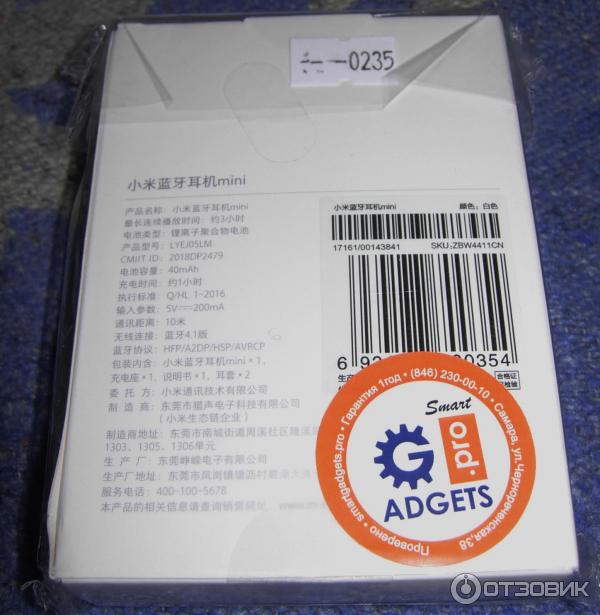 0235
小米蓝牙耳机mini
产品名称：小米蓝牙耳机mini
最长连续播放时间：约3小时
电池类型：锂离子聚合物电池
产品型号：LYEJ05LM
CMIIT ID：2018DP2479
电池容量：40mAh
充电时间：约1小时
执行标准：Q/HL 1-2016
输入参数：5V⎓200mA
通讯距离：10米
无线连接：蓝牙4.1版
蓝牙协议：HFP/A2DP/HSP/AVRCP
包装内含：小米蓝牙耳机mini×1、
充电座×1、说明书×1、耳套×2
委 托 方：小米通讯技术有限公司
制 造 商：东莞市猎声电子科技有限公司
（小米生态链企业）
制造商地址：东莞市南城街道周溪社区隆溪路
1303、1305、1306单元
生 产 厂：东莞峥嵘电子有限公司
生产厂地址：东莞市凤岗镇塘沥村
服务电话：400-100-5678
本产品的相关信息请查询销售网站
小米蓝牙耳机mini 颜色：白色
17161/00143841 SKU:ZBW4411CN
6 92 00354
合格证
Smart
GADGETS
.pro
Проверено • smartgadgets.pro • Гарантия 1год • (846) 230-00-10 • Самара, ул.Чернореченская,38
ОТЗОВИК